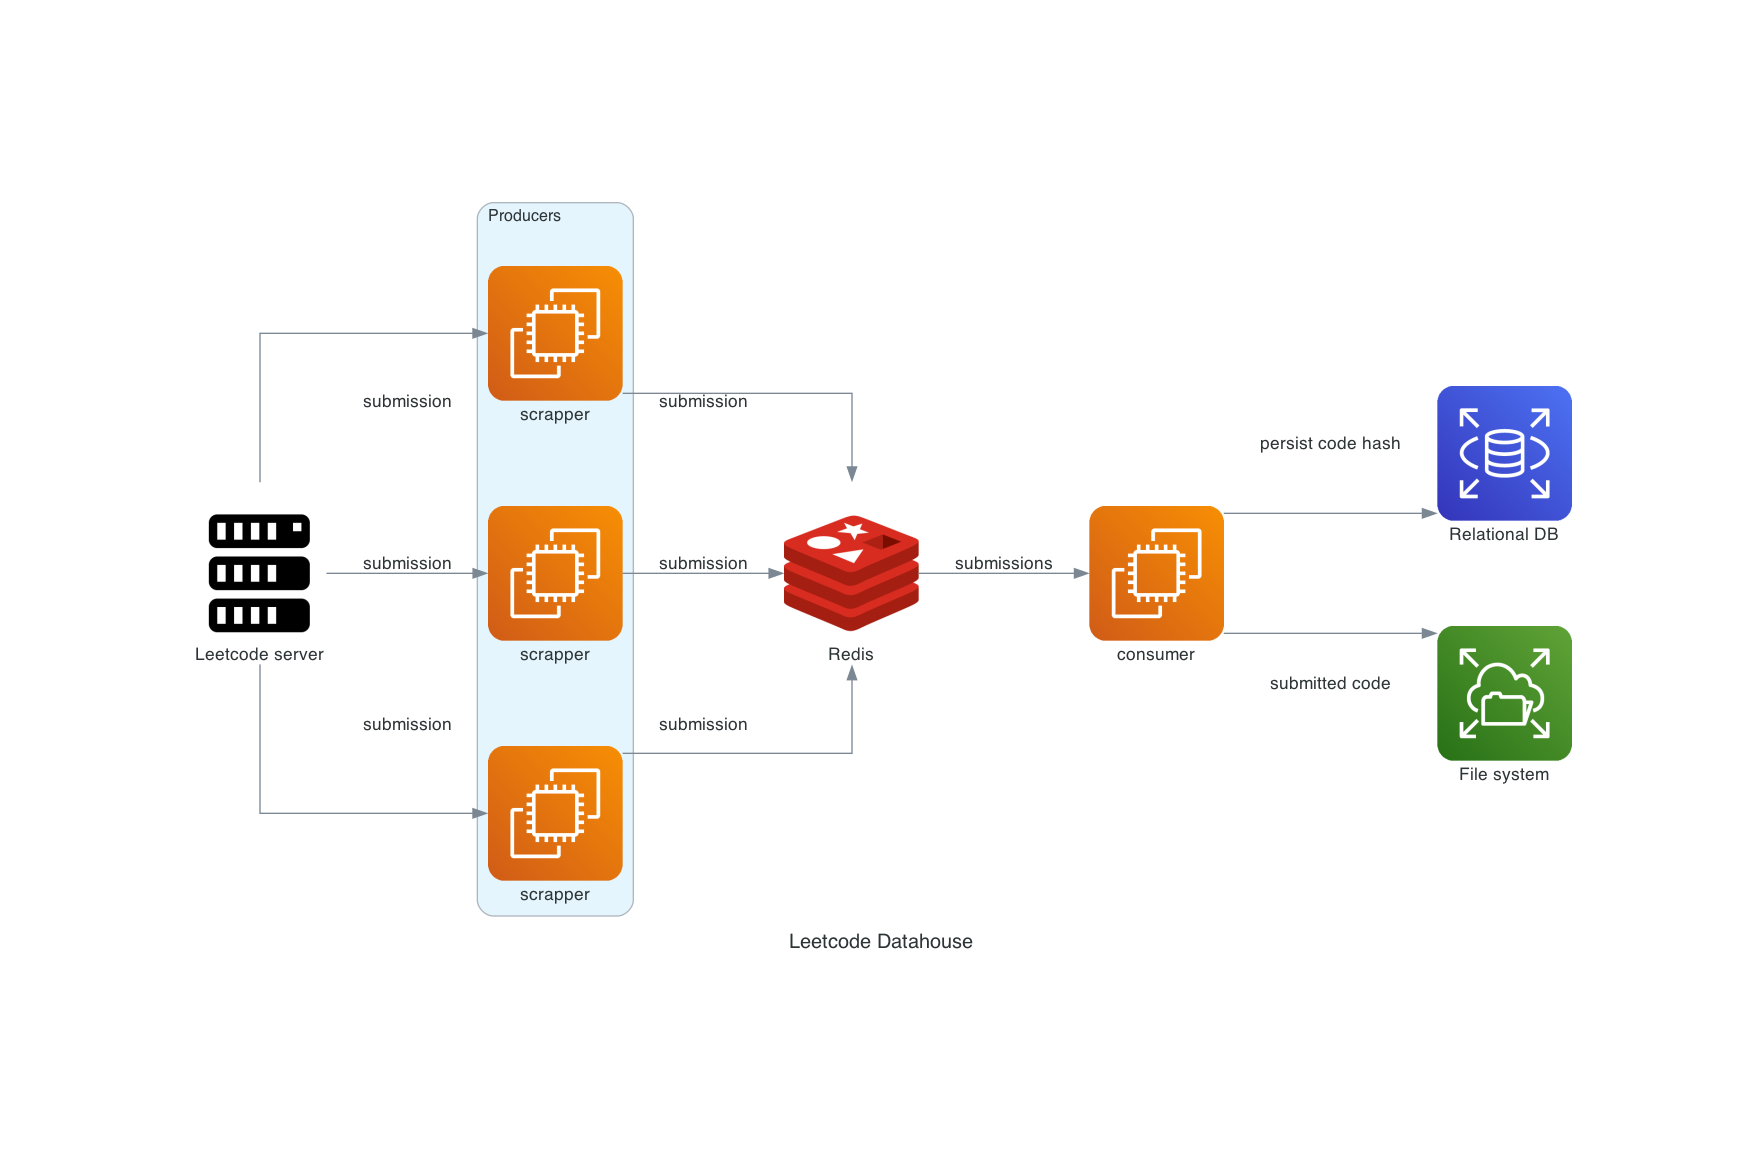 Producers
scrapper
submission
submission
persist code hash
Relational DB
submission
submission
submissions
Leetcode server
scrapper
Redis
consumer
submitted code
submission
submission
File system
scrapper
Leetcode Datahouse